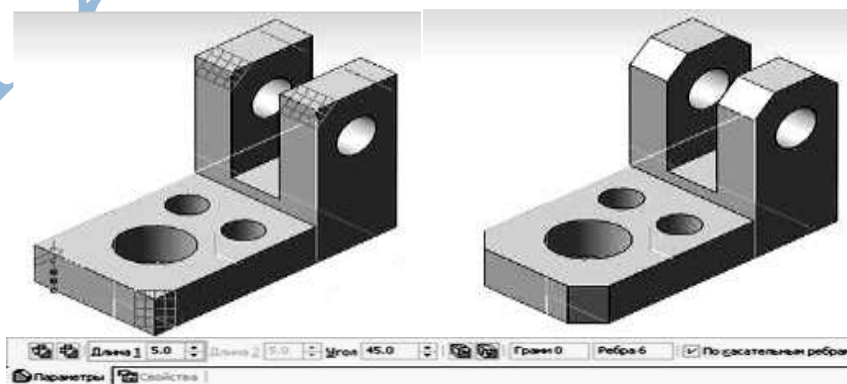 Длина 1 5.0 Длина 2 5.0 Угол 45.0 Грани 0 Ребра 6 По касательным ребрам
Параметры Свойства